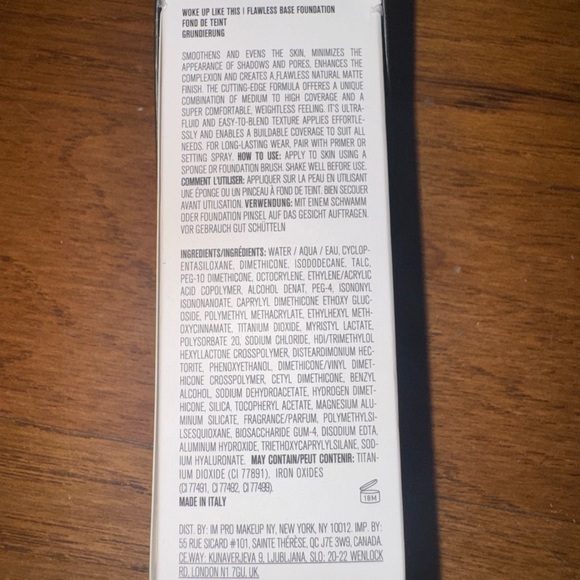 WOKE UP LIKE THIS | FLAWLESS BASE FOUNDATION
FOND DE TEINT
GRUNDIERUNG
SMOOTHENS AND EVENS THE SKIN, MINIMIZES THE
APPEARANCE OF SHADOWS AND PORES, ENHANCES THE
COMPLEXION AND CREATES A FLAWLESS NATURAL MATTE
FINISH. THE CUTTING-EDGE FORMULA OFFERS A UNIQUE
COMBINATION OF MEDIUM TO HIGH COVERAGE AND A
SUPER COMFORTABLE, WEIGHTLESS FEELING. IT'S ULTRA-
FLUID AND EASY-TO-BLEND TEXTURE APPLIES EFFORTLE-
SSLY AND ENABLES A BUILDABLE COVERAGE TO SUIT ALL
NEEDS. FOR LONG-LASTING WEAR, PAIR WITH PRIMER OR
SETTING SPRAY. HOW TO USE: APPLY TO SKIN USING A
SPONGE OR FOUNDATION BRUSH. SHAKE WELL BEFORE USE.
COMMENT L'UTILISER: APPLIQUER SUR LA PEAU EN UTILISANT
UNE ÉPONGE OU UN PINCEAU À FOND DE TEINT. BIEN SECOUER
AVANT UTILISATION. VERWENDUNG: MIT EINEM SCHWAMM
ODER FOUNDATION PINSEL AUF DAS GESICHT AUFTRAGEN.
VOR GEBRAUCH GUT SCHÜTTELN
INGREDIENTS/INGRÉDIENTS: WATER / AQUA / EAU, CYCLOP-
ENTASILOXANE, DIMETHICONE, ISODODECANE, TALC,
PEG-10 DIMETHICONE, OCTOCRYLENE, ETHYLENE/ACRYLIC
ACID COPOLYMER, ALCOHOL DENAT. PEG-4, ISONONYL
ISONONANOATE, CAPRYLYL DIMETHICONE ETHOXY GLUC-
OSIDE, POLYMETHYL METHACRYLATE, ETHYLHEXYL METH-
OXYCINNAMATE, TITANIUM DIOXIDE, MYRISTYL LACTATE,
POLYSORBATE 20, SODIUM CHLORIDE, HDI/TRIMETHYLOL
HEXYLLACTONE CROSSPOLYMER, DISTEARDIMONIUM HEC-
TORITE, PHENOXYETHANOL, DIMETHICONE/VINYL DIMET-
HICONE CROSSPOLYMER, CETYL DIMETHICONE, BENZYL
ALCOHOL, SODIUM DEHYDROACETATE, HYDROGEN DIMET-
HICONE, SILICA, TOCOPHERYL ACETATE, MAGNESIUM ALU-
MINUM SILICATE, FRAGRANCE/PARFUM, POLYMETHYLSI-
LSESQUIOXANE, BIOSACCHARIDE GUM-4, DISODIUM EDTA,
ALUMINUM HYDROXIDE, TRIETHOXYCAPRYLYLSILANE, SOD-
IUM HYALURONATE. MAY CONTAIN/PEUT CONTENIR: TITAN-
IUM DIOXIDE (CI 77891), IRON OXIDES
(CI 77491, CI 77492, CI 77499).
MADE IN ITALY
18M
DIST. BY: IM PRO MAKEUP NY, NEW YORK, NY 10012. IMP. BY:
55 RUE SICARD #101, SAINTE THÉRÈSE, QC J7E 3W9, CANADA.
CE.WAY: KUNAVERJEVA 9, LJUBLJANA, SLO; 20-22 WENLOCK
RD, LONDON N1 7GU, UK